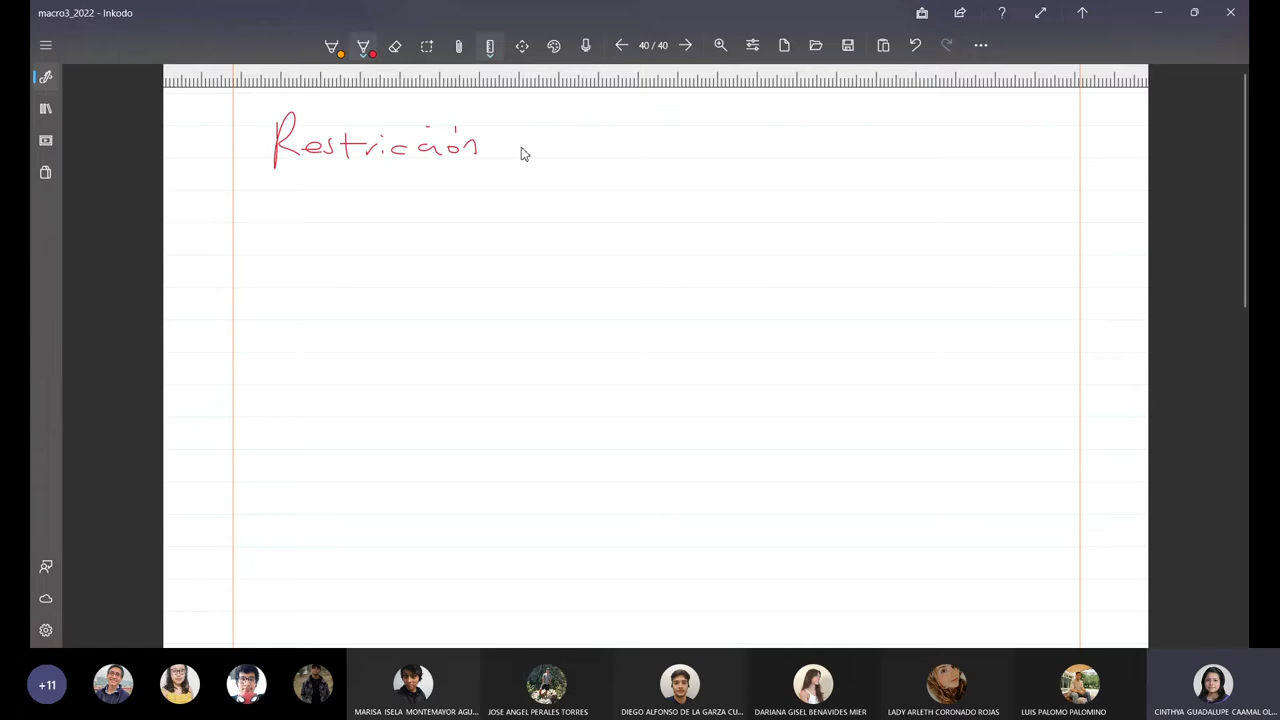 macro3_2022 - Inkodo
40 / 40
Restricción
+11
MARISA ISELA MONTEMAYOR AGU...
JOSE ANGEL PERALES TORRES
DIEGO ALFONSO DE LA GARZA CU...
DARIANA GISEL BENAVIDES MIER
LADY ARLETH CORONADO ROJAS
LUIS PALOMO PALOMINO
CINTHYA GUADALUPE CAAMAL OL...